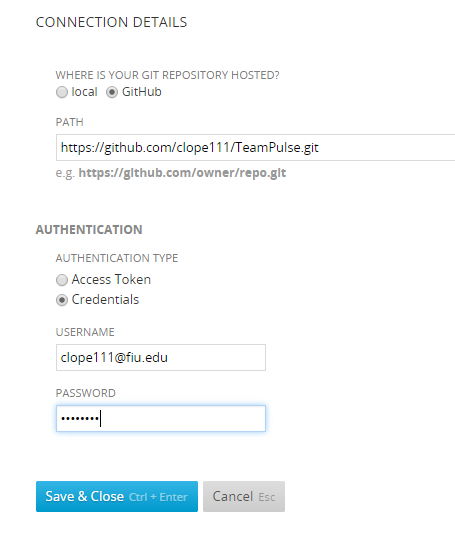 CONNECTION DETAILS
WHERE IS YOUR GIT REPOSITORY HOSTED?
local GitHub
PATH
https://github.com/clope111/TeamPulse.git
e.g. https://github.com/owner/repo.git
AUTHENTICATION
AUTHENTICATION TYPE
Access Token
Credentials
USERNAME
clope111@fiu.edu
PASSWORD
••••••••
Save & Close Ctrl + Enter Cancel Esc